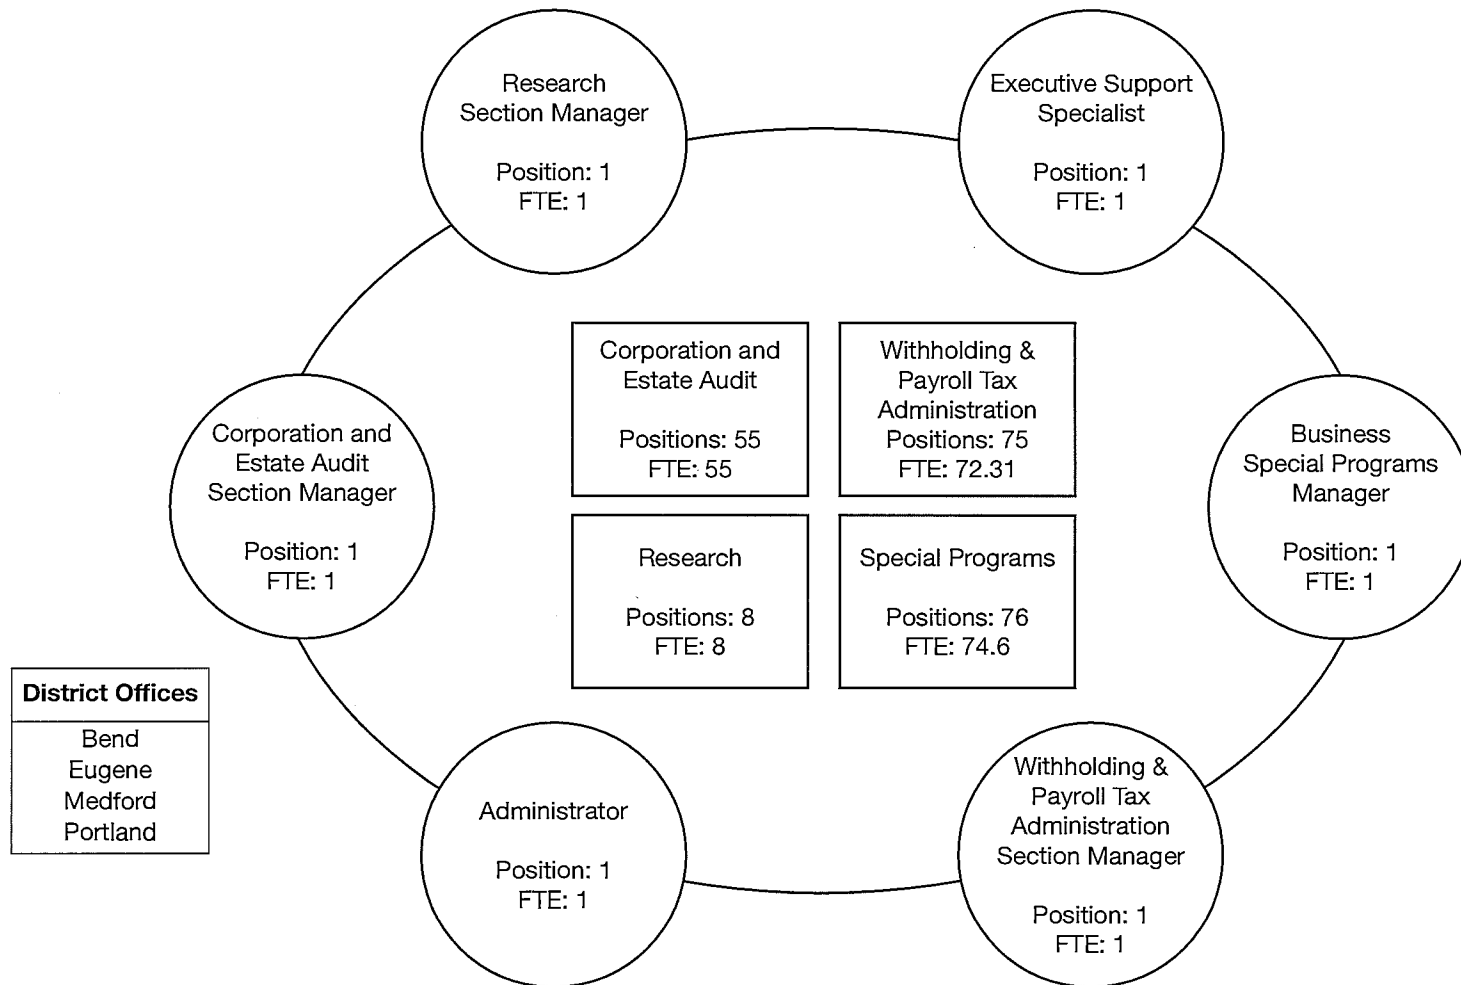 Research
Section Manager
Position: 1
FTE: 1
Executive Support
Specialist
Position: 1
FTE: 1
Corporation and
Estate Audit
Section Manager
Position: 1
FTE: 1
Corporation and
Estate Audit
Positions: 55
FTE: 55
Withholding &
Payroll Tax
Administration
Positions: 75
FTE: 72.31
Business
Special Programs
Manager
Position: 1
FTE: 1
Research
Positions: 8
FTE: 8
Special Programs
Positions: 76
FTE: 74.6
District Offices
Bend
Eugene
Medford
Portland
Administrator
Position: 1
FTE: 1
Withholding &
Payroll Tax
Administration
Section Manager
Position: 1
FTE: 1